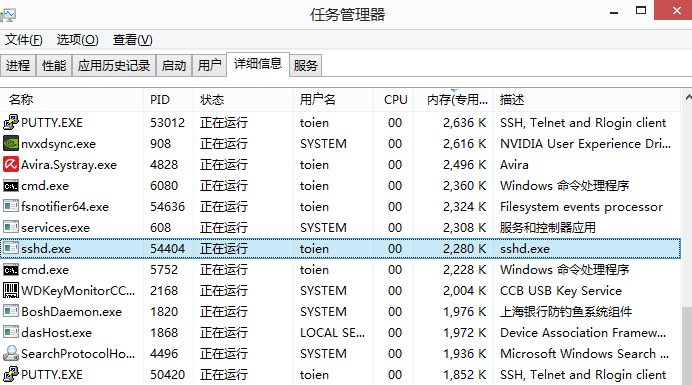 任务管理器
文件(F) 选项(O) 查看(V)
进程 性能 应用历史记录 启动 用户 详细信息 服务
名称 PID 状态 用户名 CPU 内存(专用... 描述
PUTTY.EXE 53012 正在运行 toien 00 2,636 K SSH, Telnet and Rlogin client
nvxdsync.exe 908 正在运行 SYSTEM 00 2,616 K NVIDIA User Experience Dri...
Avira.Systray.exe 4828 正在运行 toien 00 2,496 K Avira
cmd.exe 6080 正在运行 toien 00 2,360 K Windows 命令处理程序
fsnotifier64.exe 54636 正在运行 toien 00 2,324 K Filesystem events processor
services.exe 608 正在运行 SYSTEM 00 2,308 K 服务和控制器应用
sshd.exe 54404 正在运行 toien 00 2,280 K sshd.exe
cmd.exe 5752 正在运行 toien 00 2,228 K Windows 命令处理程序
WDKeyMonitorCC... 2168 正在运行 SYSTEM 00 2,004 K CCB USB Key Service
BoshDaemon.exe 1820 正在运行 SYSTEM 00 1,976 K 上海银行防钓鱼系统组件
dasHost.exe 1868 正在运行 LOCAL SE... 00 1,972 K Device Association Framew...
SearchProtocolHo... 4496 正在运行 SYSTEM 00 1,936 K Microsoft Windows Search ...
PUTTY.EXE 50420 正在运行 toien 00 1,852 K SSH, Telnet and Rlogin client